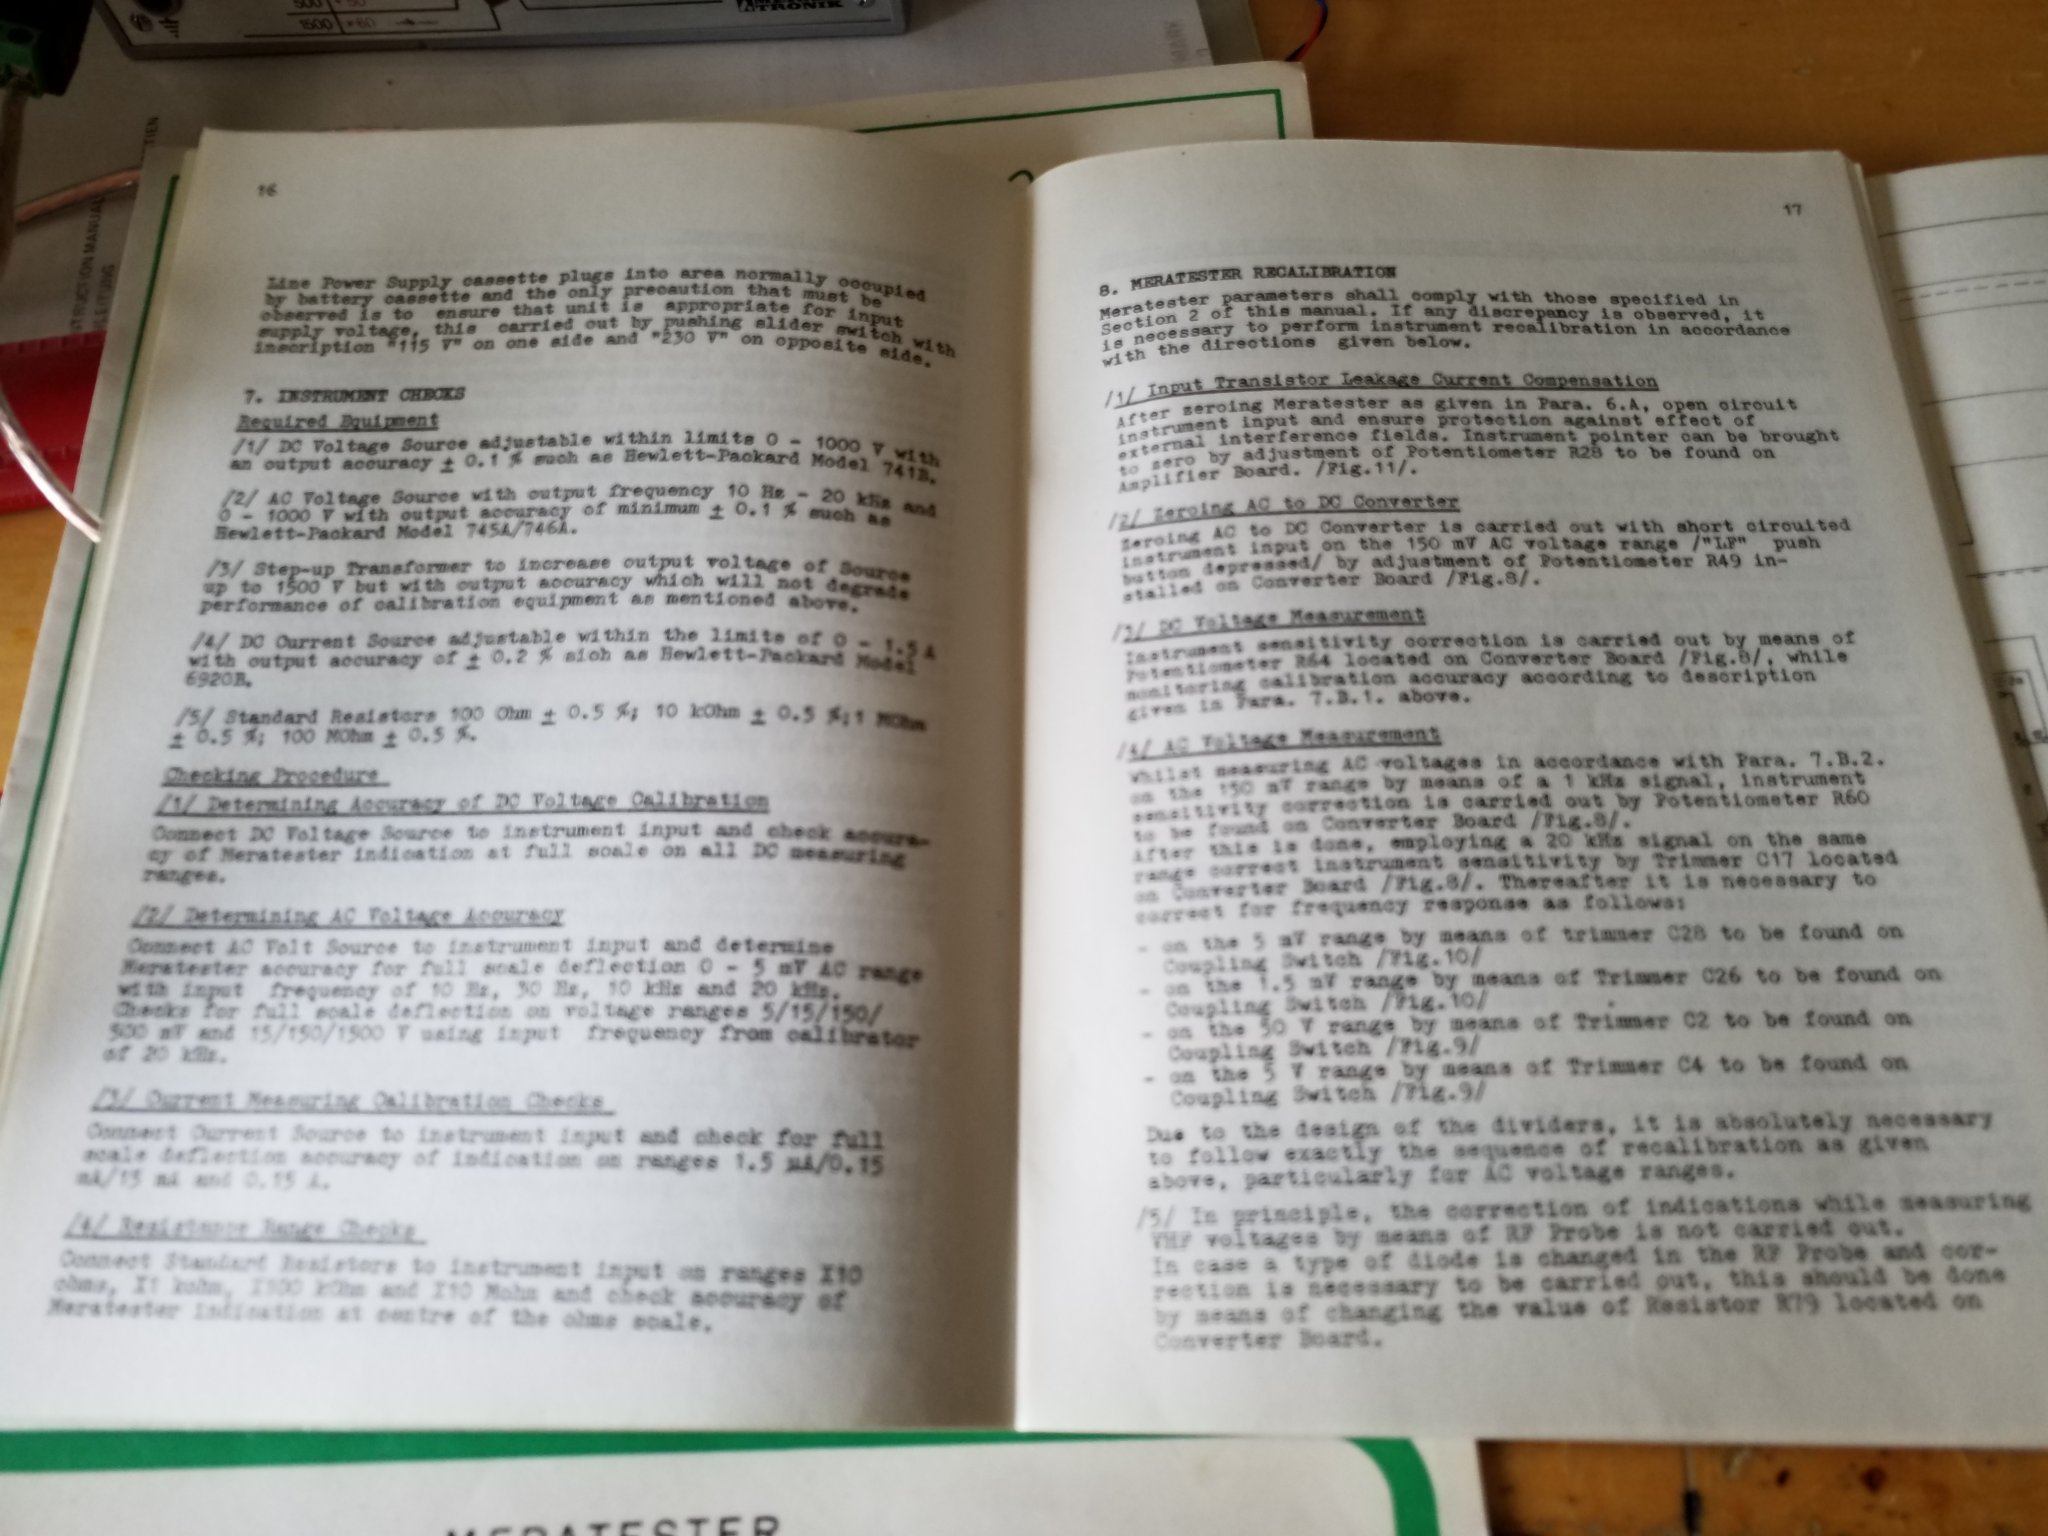 500
1500
TRONIK
INSTRUCTION MANUAL
MERATESTER
16
Line Power Supply cassette plugs into area normally occupied
by battery cassette and the only precaution that must be
observed is to ensure that unit is appropriate for input
supply voltage, this carried out by pushing slider switch with
inscription "115 V" on one side and "230 V" on opposite side.
7. INSTRUMENT CHECKS
Required Equipment
/1/ DC Voltage Source adjustable within limits 0 - 1000 V with
an output accuracy ± 0.1 % such as Hewlett-Packard Model 741B.
/2/ AC Voltage Source with output frequency 10 Hz - 20 kHz and
0 - 1000 V with output accuracy of minimum ± 0.1 % such as
Hewlett-Packard Model 745A/746A.
/3/ Step-up Transformer to increase output voltage of Source
up to 1500 V but with output accuracy which will not degrade
performance of calibration equipment as mentioned above.
/4/ DC Current Source adjustable within the limits of 0 - 1.5 A
with output accuracy of ± 0.2 % sich as Hewlett-Packard Model
6920B.
/5/ Standard Resistors 100 Ohm ± 0.5 %; 10 kOhm ± 0.5 %;1 MOhm
± 0.5 %; 100 MOhm ± 0.5 %.
Checking Procedure
/1/ Determining Accuracy of DC Voltage Calibration
Connect DC Voltage Source to instrument input and check accura-
cy of Meratester indication at full scale on all DC measuring
ranges.
/2/ Determining AC Voltage Accuracy
Connect AC Volt Source to instrument input and determine
Meratester accuracy for full scale deflection 0 - 5 mV AC range
with input frequency of 10 Hz, 30 Hz, 10 kHz and 20 kHz.
Checks for full scale deflection on voltage ranges 5/15/150/
500 mV and 15/150/1500 V using input frequency from calibrator
of 20 kHz.
/3/ Current Measuring Calibration Checks
Connect Current Source to instrument input and check for full
scale deflection accuracy of indication on ranges 1.5 µA/0.15
mA/15 mA and 0.15 A.
/4/ Resistance Range Checks
Connect Standard Resistors to instrument input on ranges X10
ohms, X1 kohm, X100 kOhm and X10 Mohm and check accuracy of
Meratester indication at centre of the ohms scale.
17
8. MERATESTER RECALIBRATION
Meratester parameters shall comply with those specified in
Section 2 of this manual. If any discrepancy is observed, it
is necessary to perform instrument recalibration in accordance
with the directions given below.
/1/ Input Transistor Leakage Current Compensation
After zeroing Meratester as given in Para. 6.A, open circuit
instrument input and ensure protection against effect of
external interference fields. Instrument pointer can be brought
to zero by adjustment of Potentiometer R28 to be found on
Amplifier Board. /Fig.11/.
/2/ Zeroing AC to DC Converter
Zeroing AC to DC Converter is carried out with short circuited
instrument input on the 150 mV AC voltage range /"LF" push
button depressed/ by adjustment of Potentiometer R49 in-
stalled on Converter Board /Fig.8/.
/3/ DC Voltage Measurement
Instrument sensitivity correction is carried out by means of
Potentiometer R64 located on Converter Board /Fig.8/, while
monitoring calibration accuracy according to description
given in Para. 7.B.1. above.
/4/ AC Voltage Measurement
Whilst measuring AC voltages in accordance with Para. 7.B.2.
on the 150 mV range by means of a 1 kHz signal, instrument
sensitivity correction is carried out by Potentiometer R60
to be found on Converter Board /Fig.8/.
After this is done, employing a 20 kHz signal on the same
range correct instrument sensitivity by Trimmer C17 located
on Converter Board /Fig.8/. Thereafter it is necessary to
correct for frequency response as follows:
- on the 5 mV range by means of trimmer C28 to be found on
Coupling Switch /Fig.10/
- on the 1.5 mV range by means of Trimmer C26 to be found on
Coupling Switch /Fig.10/
- on the 50 V range by means of Trimmer C2 to be found on
Coupling Switch /Fig.9/
- on the 5 V range by means of Trimmer C4 to be found on
Coupling Switch /Fig.9/
Due to the design of the dividers, it is absolutely necessary
to follow exactly the sequence of recalibration as given
above, particularly for AC voltage ranges.
/5/ In principle, the correction of indications while measuring
VHF voltages by means of RF Probe is not carried out.
In case a type of diode is changed in the RF Probe and cor-
rection is necessary to be carried out, this should be done
by means of changing the value of Resistor R79 located on
Converter Board.